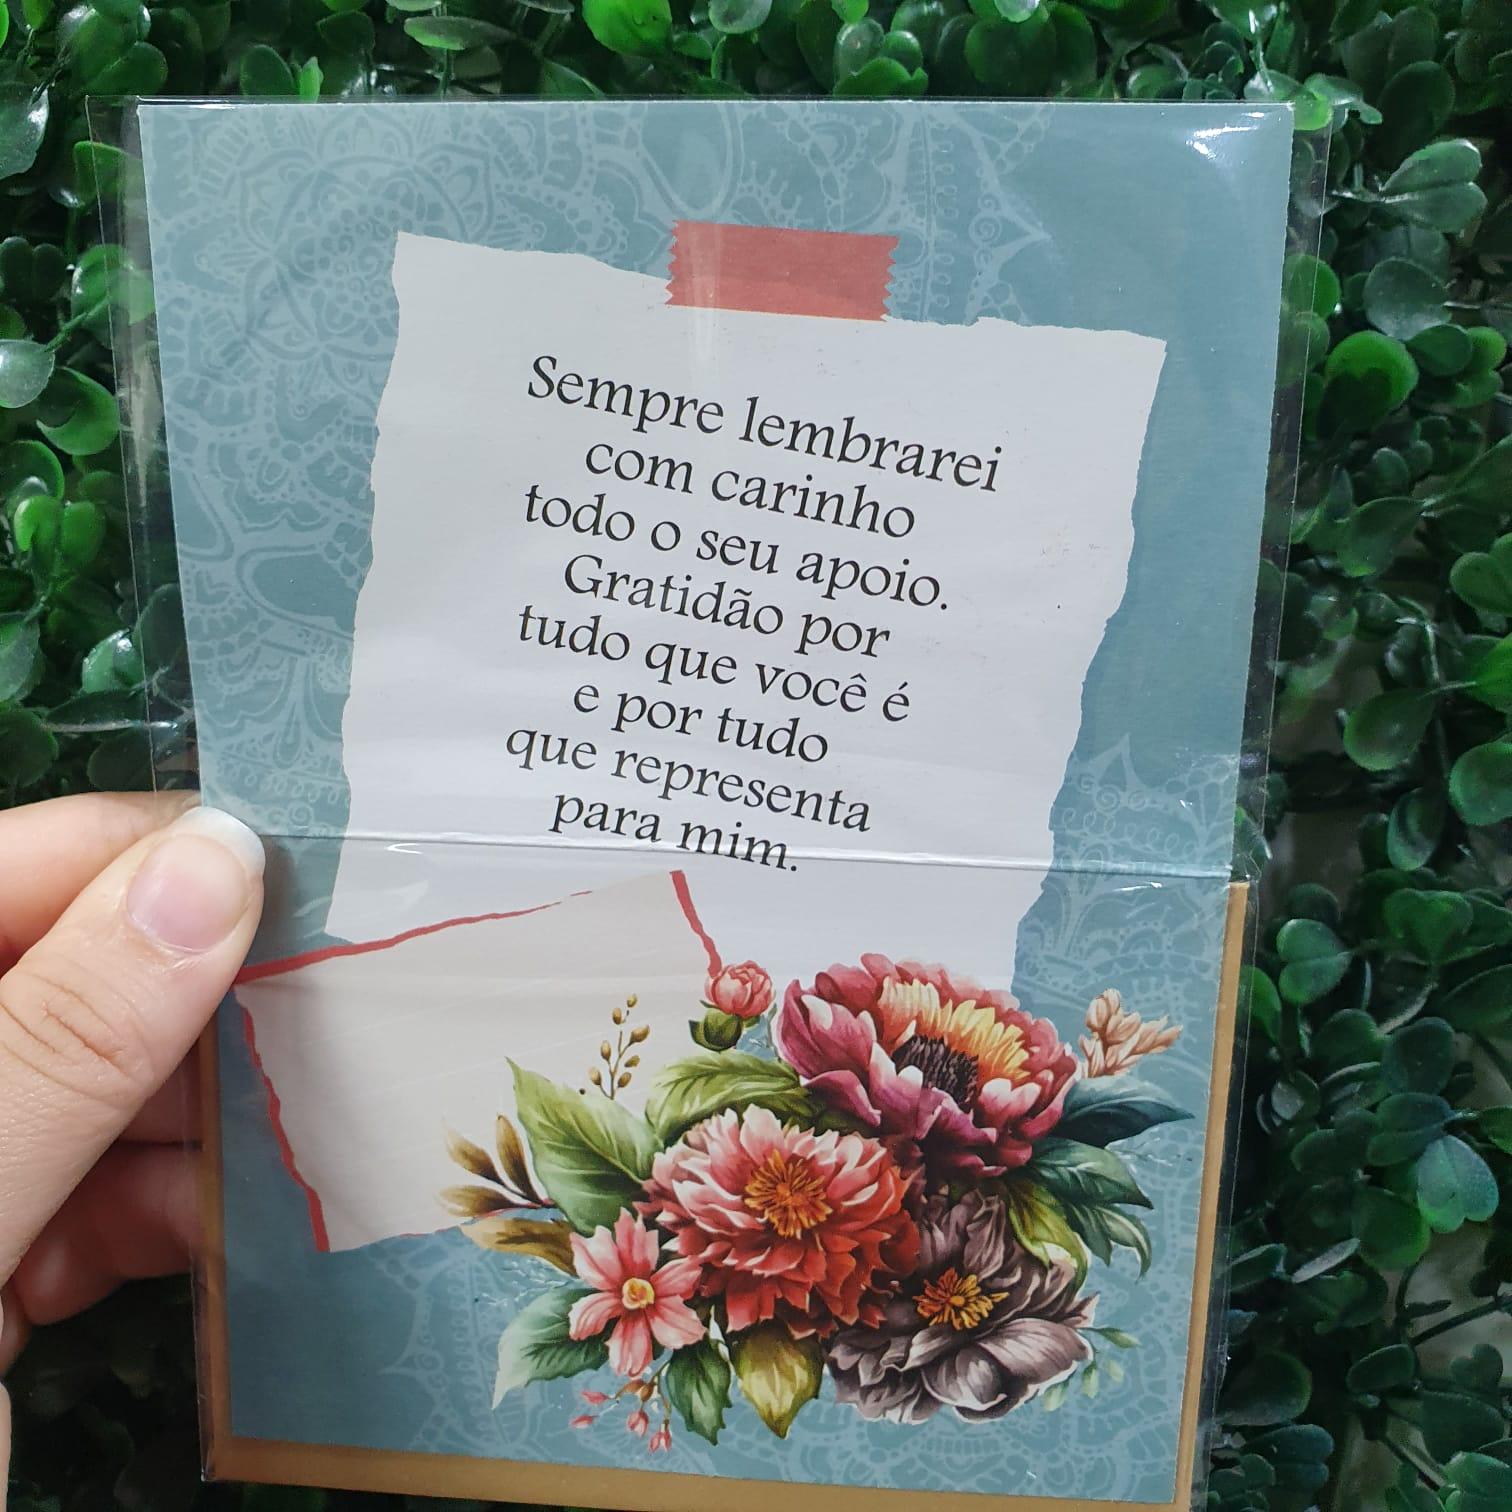 Sempre lembrarei
com carinho
todo o seu apoio.
Gratidão por
tudo que você é
e por tudo
que representa
para mim.